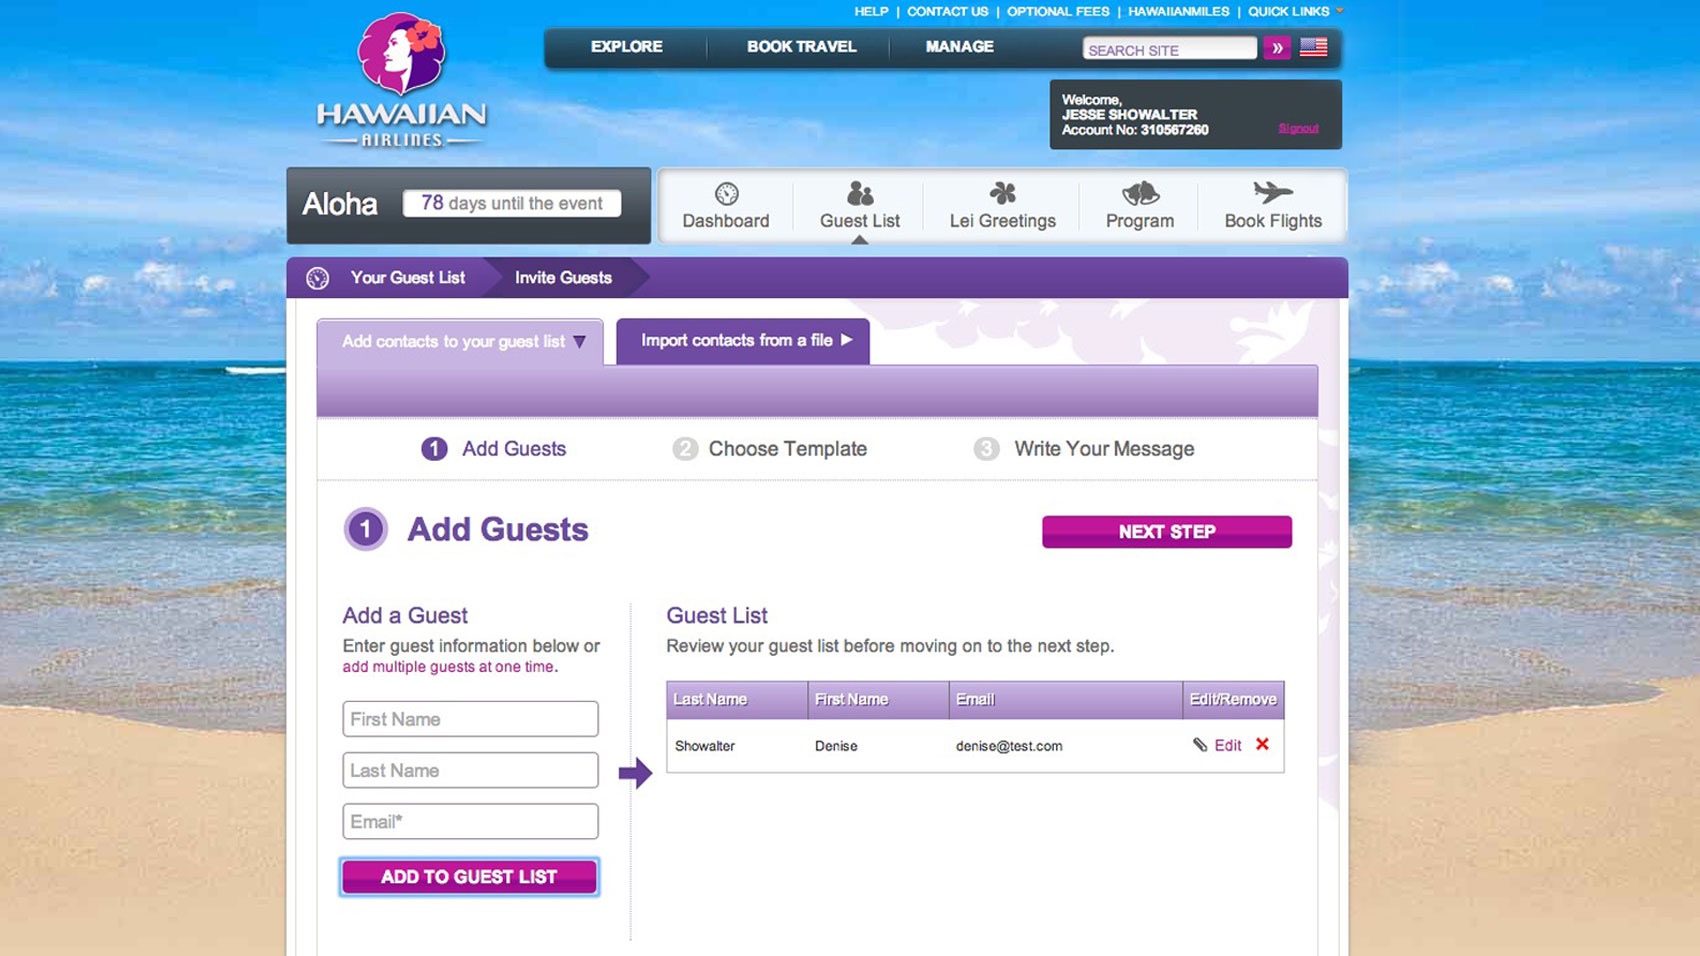 HELP | CONTACT US | OPTIONAL FEES | HAWAIIANMILES | QUICK LINKS
HAWAIIAN
AIRLINES.
EXPLORE
BOOK TRAVEL
MANAGE
SEARCH SITE
»
Welcome,
JESSE SHOWALTER
Account No: 310567260
Signout
Aloha
78 days until the event
Dashboard
Guest List
Lei Greetings
Program
Book Flights
Your Guest List
Invite Guests
Add contacts to your guest list ▼
Import contacts from a file ►
1 Add Guests
2 Choose Template
3 Write Your Message
1 Add Guests
NEXT STEP
Add a Guest
Enter guest information below or
add multiple guests at one time.
First Name
Last Name
Email*
ADD TO GUEST LIST
Guest List
Review your guest list before moving on to the next step.
Last Name First Name Email Edit/Remove
Showalter Denise denise@test.com Edit